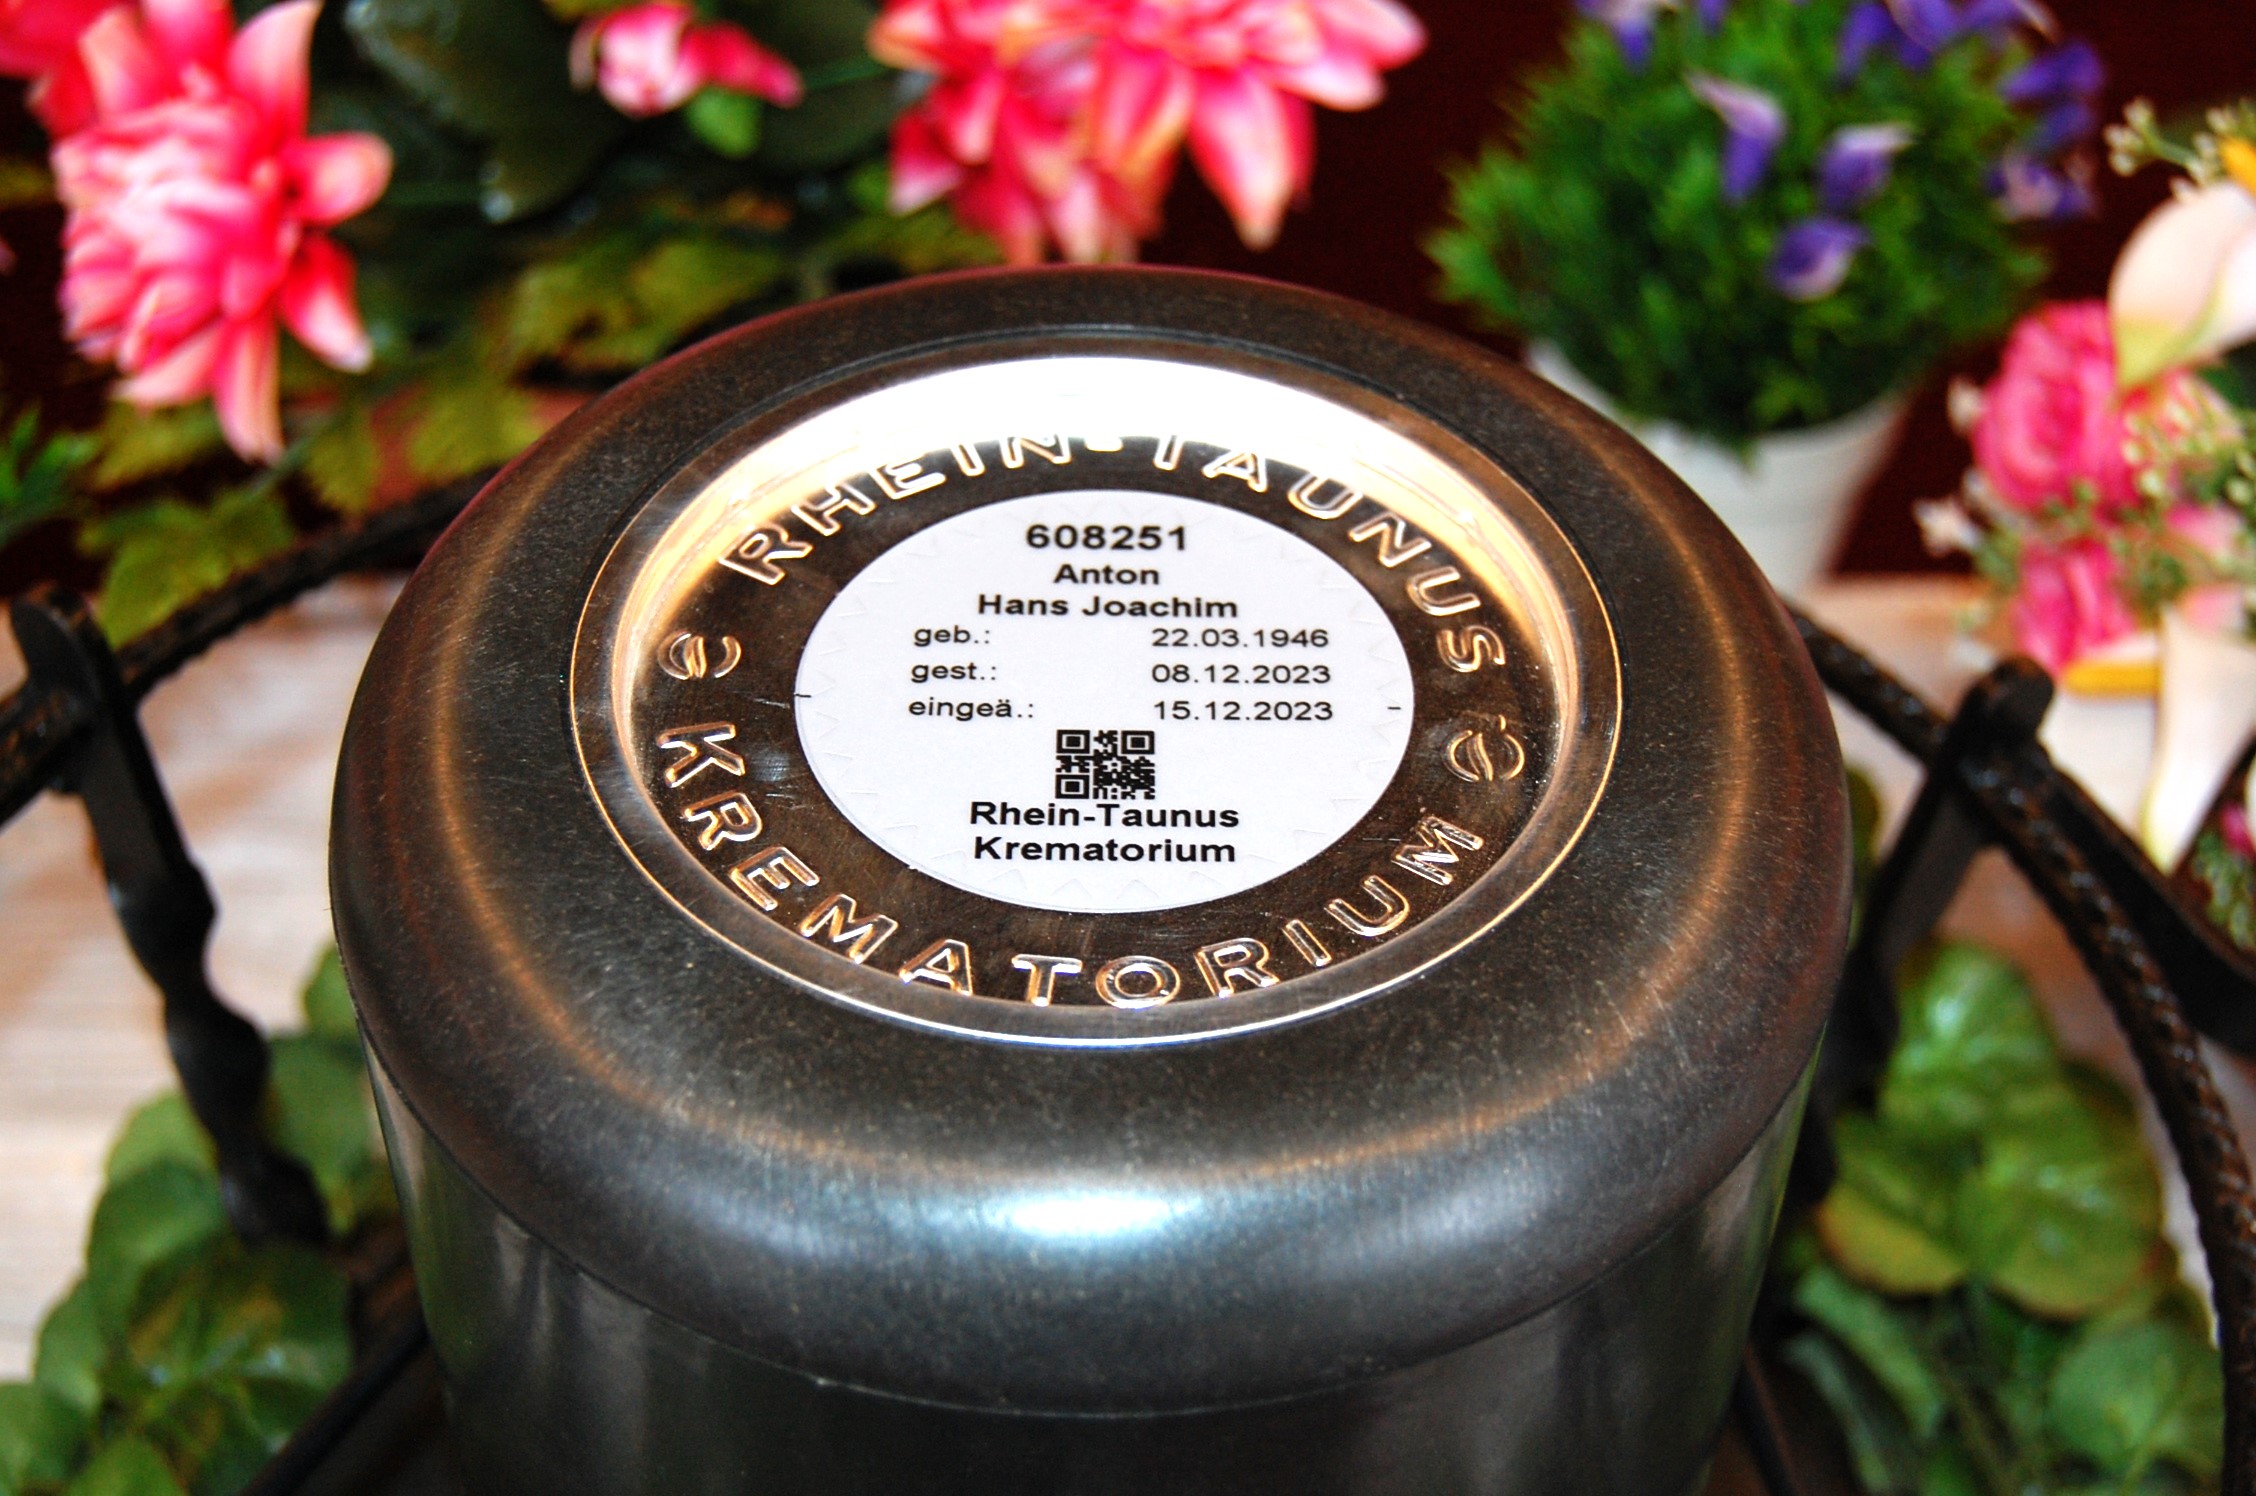 RHEIN-TAUNUS
608251
Anton
Hans Joachim
geb.: 22.03.1946
gest.: 08.12.2023
eingeä.: 15.12.2023
Rhein-Taunus
Krematorium
KREMATORIUM